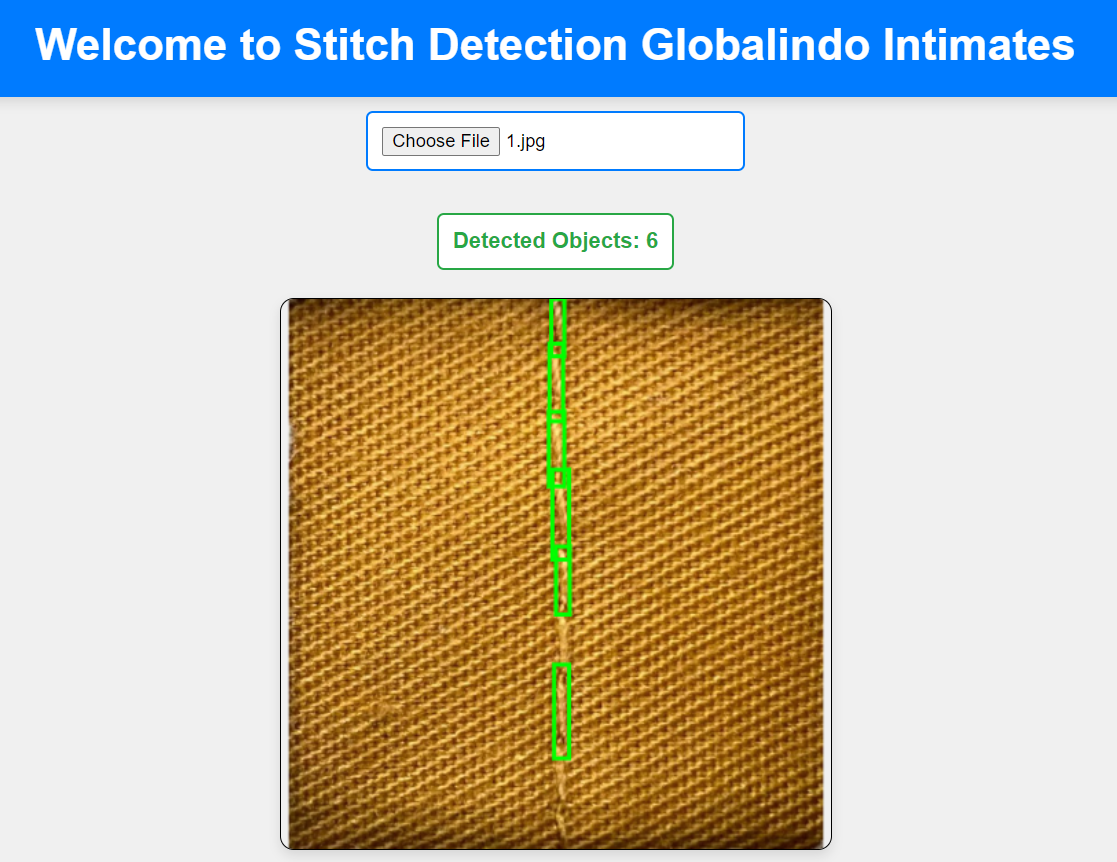 Welcome to Stitch Detection Globalindo Intimates
Choose File 1.jpg
Detected Objects: 6